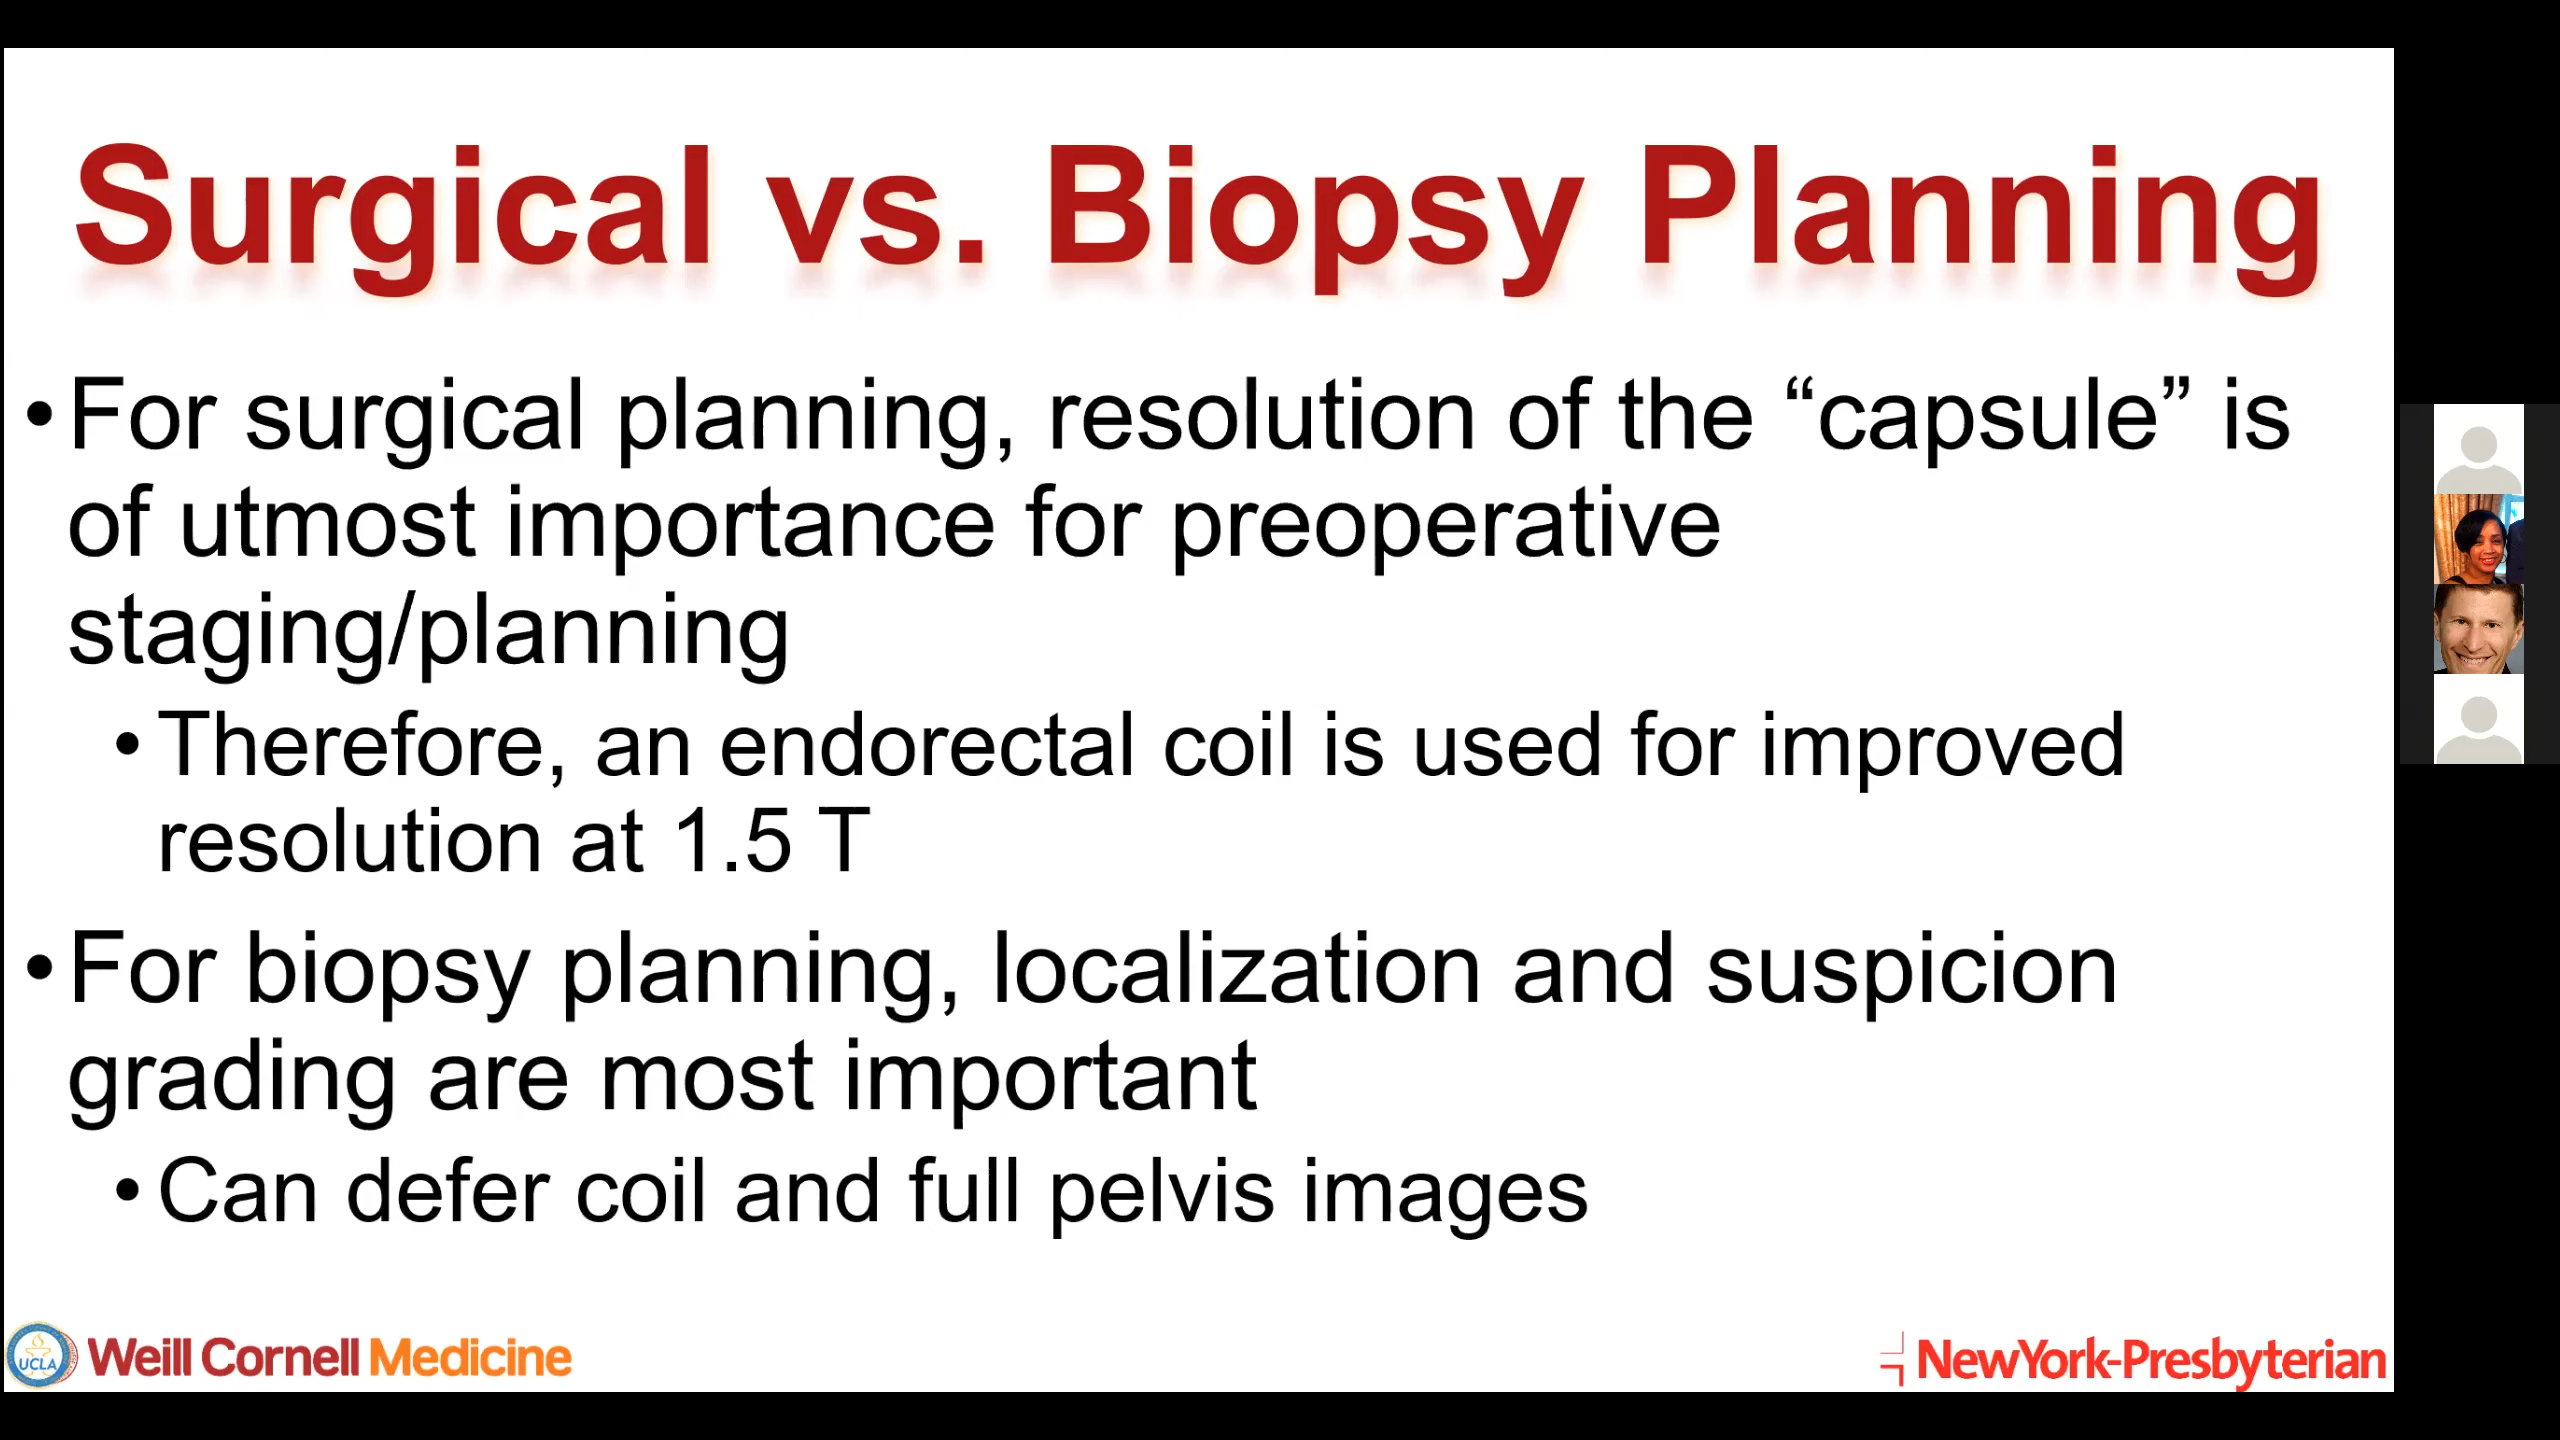 Surgical vs. Biopsy Planning
•For surgical planning, resolution of the “capsule” is
of utmost importance for preoperative
staging/planning
•Therefore, an endorectal coil is used for improved
resolution at 1.5 T
•For biopsy planning, localization and suspicion
grading are most important
•Can defer coil and full pelvis images
UCLA Weill Cornell Medicine
NewYork-Presbyterian